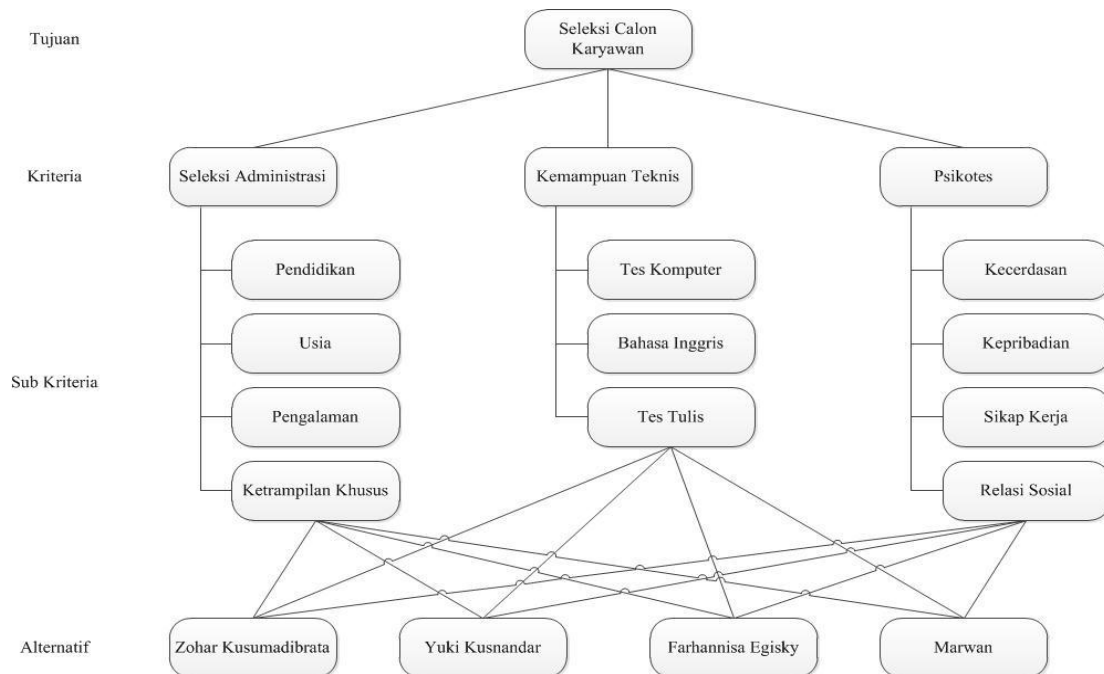 Tujuan
Seleksi Calon
Karyawan
Kriteria
Seleksi Administrasi
Kemampuan Teknis
Psikotes
Sub Kriteria
Pendidikan
Usia
Pengalaman
Ketrampilan Khusus
Tes Komputer
Bahasa Inggris
Tes Tulis
Kecerdasan
Kepribadian
Sikap Kerja
Relasi Sosial
Alternatif
Zohar Kusumadibrata
Yuki Kusnandar
Farhannisa Egisky
Marwan